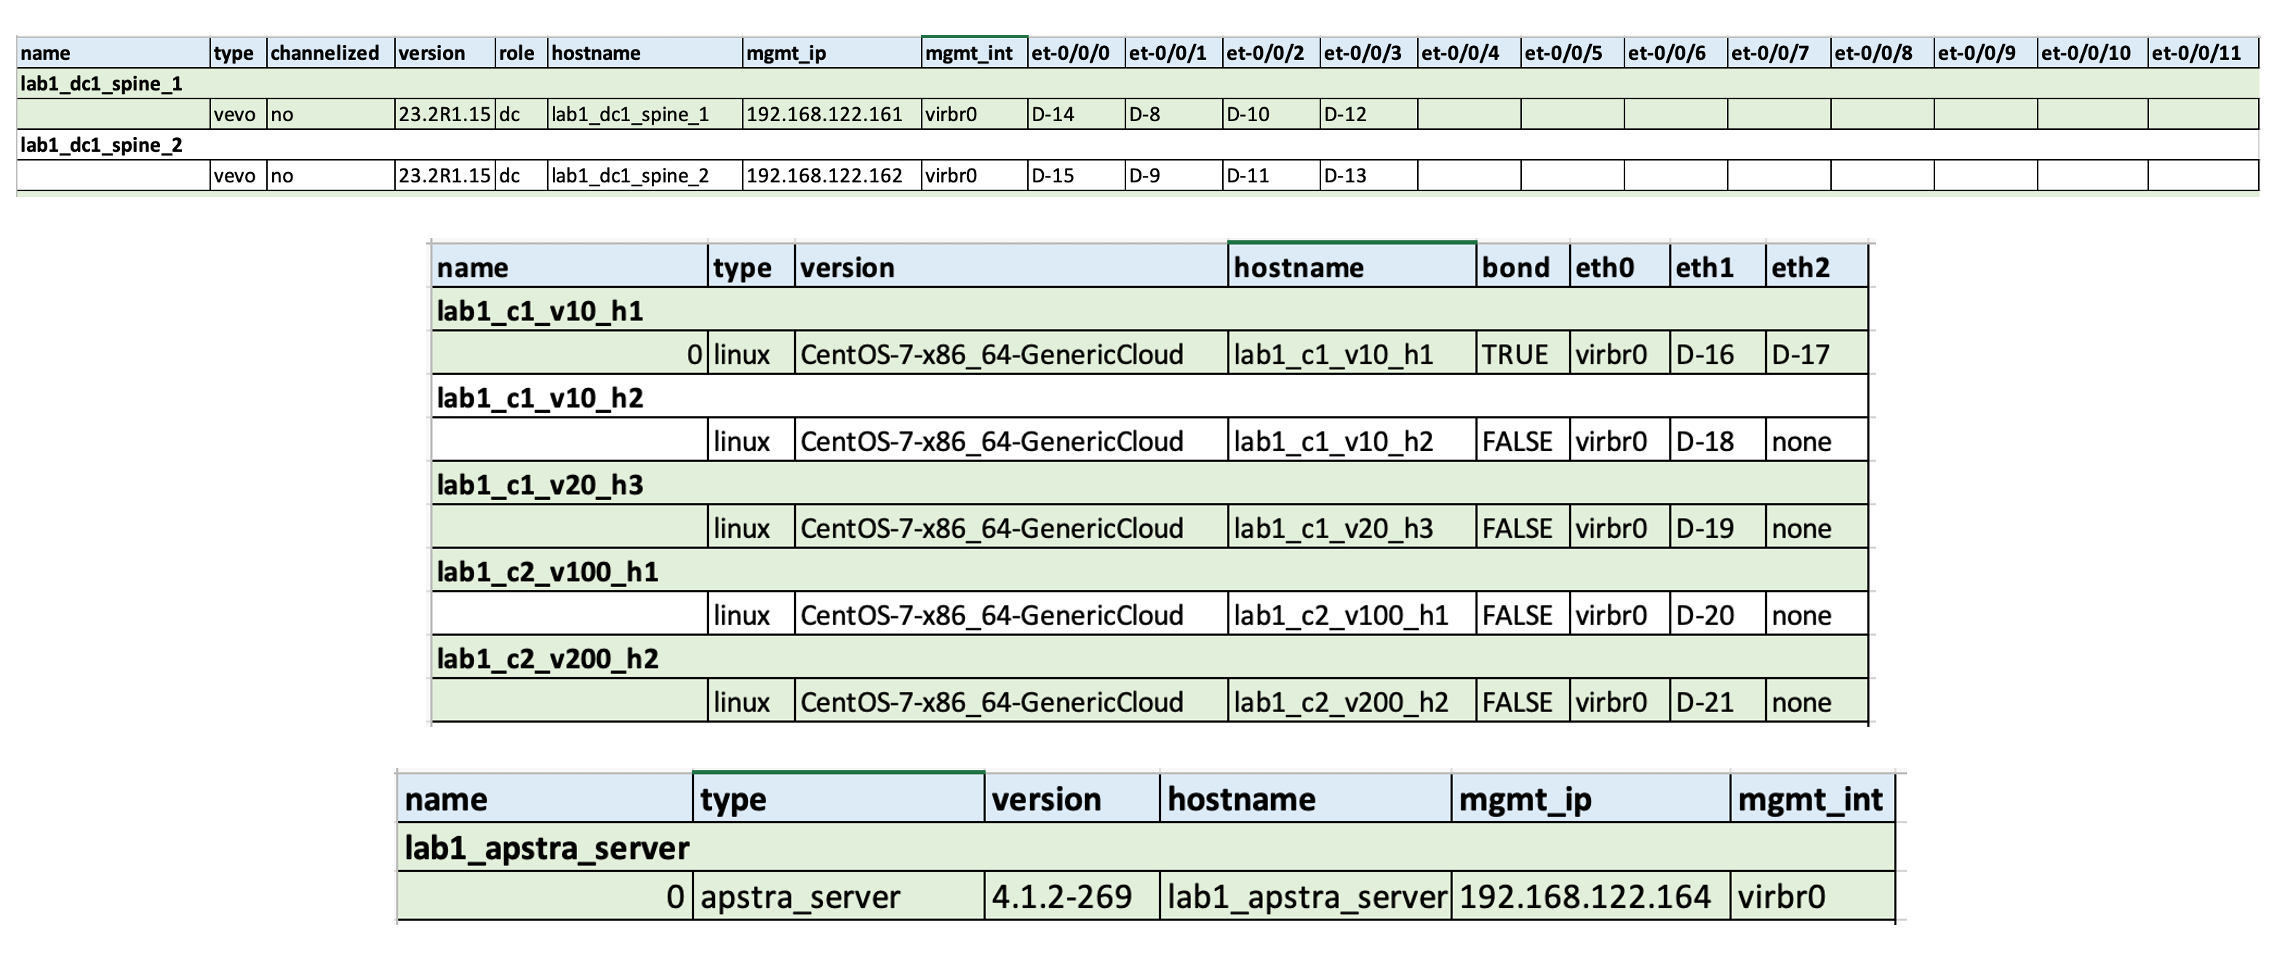 name type channelized version role hostname mgmt_ip mgmt_int et-0/0/0 et-0/0/1 et-0/0/2 et-0/0/3 et-0/0/4 et-0/0/5 et-0/0/6 et-0/0/7 et-0/0/8 et-0/0/9 et-0/0/10 et-0/0/11
lab1_dc1_spine_1
vevo no 23.2R1.15 dc lab1_dc1_spine_1 192.168.122.161 virbr0 D-14 D-8 D-10 D-12
lab1_dc1_spine_2
vevo no 23.2R1.15 dc lab1_dc1_spine_2 192.168.122.162 virbr0 D-15 D-9 D-11 D-13
name type version hostname bond eth0 eth1 eth2
lab1_c1_v10_h1
0 linux CentOS-7-x86_64-GenericCloud lab1_c1_v10_h1 TRUE virbr0 D-16 D-17
lab1_c1_v10_h2
linux CentOS-7-x86_64-GenericCloud lab1_c1_v10_h2 FALSE virbr0 D-18 none
lab1_c1_v20_h3
linux CentOS-7-x86_64-GenericCloud lab1_c1_v20_h3 FALSE virbr0 D-19 none
lab1_c2_v100_h1
linux CentOS-7-x86_64-GenericCloud lab1_c2_v100_h1 FALSE virbr0 D-20 none
lab1_c2_v200_h2
linux CentOS-7-x86_64-GenericCloud lab1_c2_v200_h2 FALSE virbr0 D-21 none
name type version hostname mgmt_ip mgmt_int
lab1_apstra_server
0 apstra_server 4.1.2-269 lab1_apstra_server 192.168.122.164 virbr0